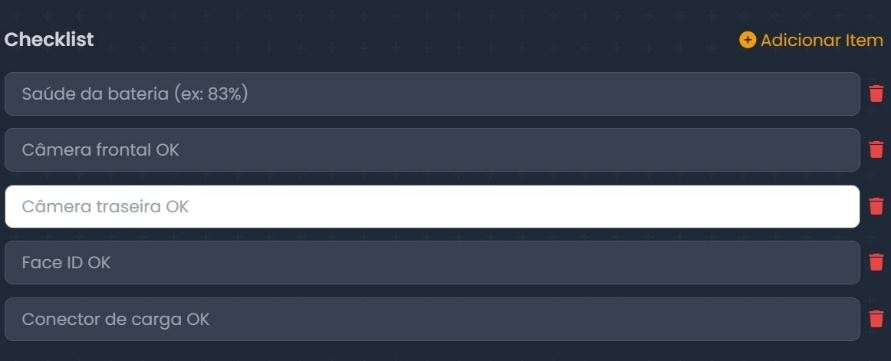 Checklist
Adicionar Item
Saúde da bateria (ex: 83%)
Câmera frontal OK
Câmera traseira OK
Face ID OK
Conector de carga OK